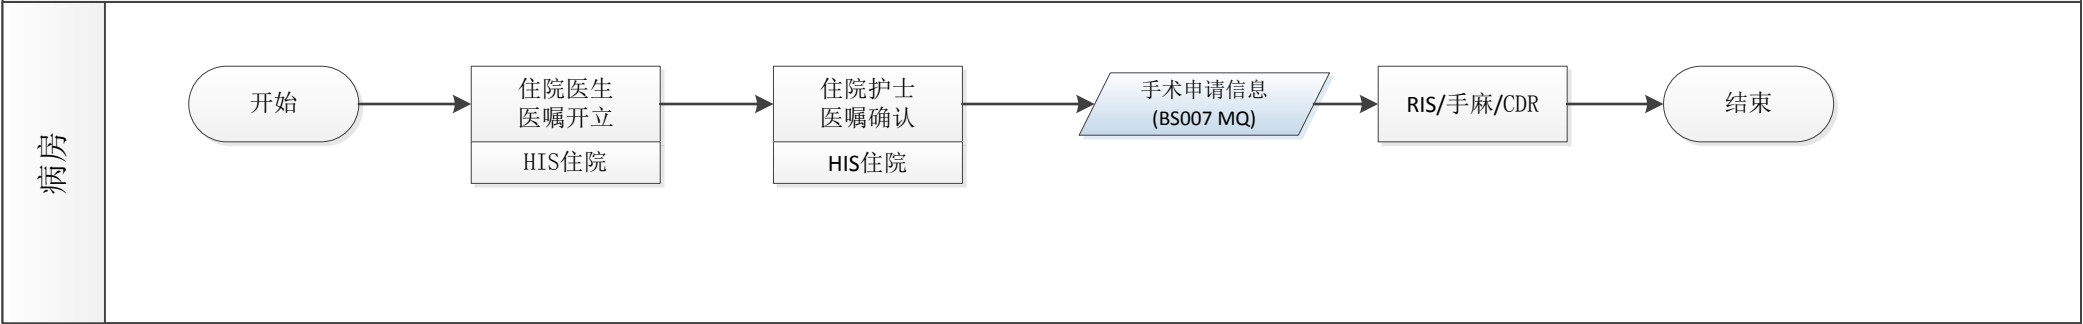 病房
开始
住院医生
医嘱开立
HIS住院
住院护士
医嘱确认
HIS住院
手术申请信息
(BS007 MQ)
RIS/手麻/CDR
结束